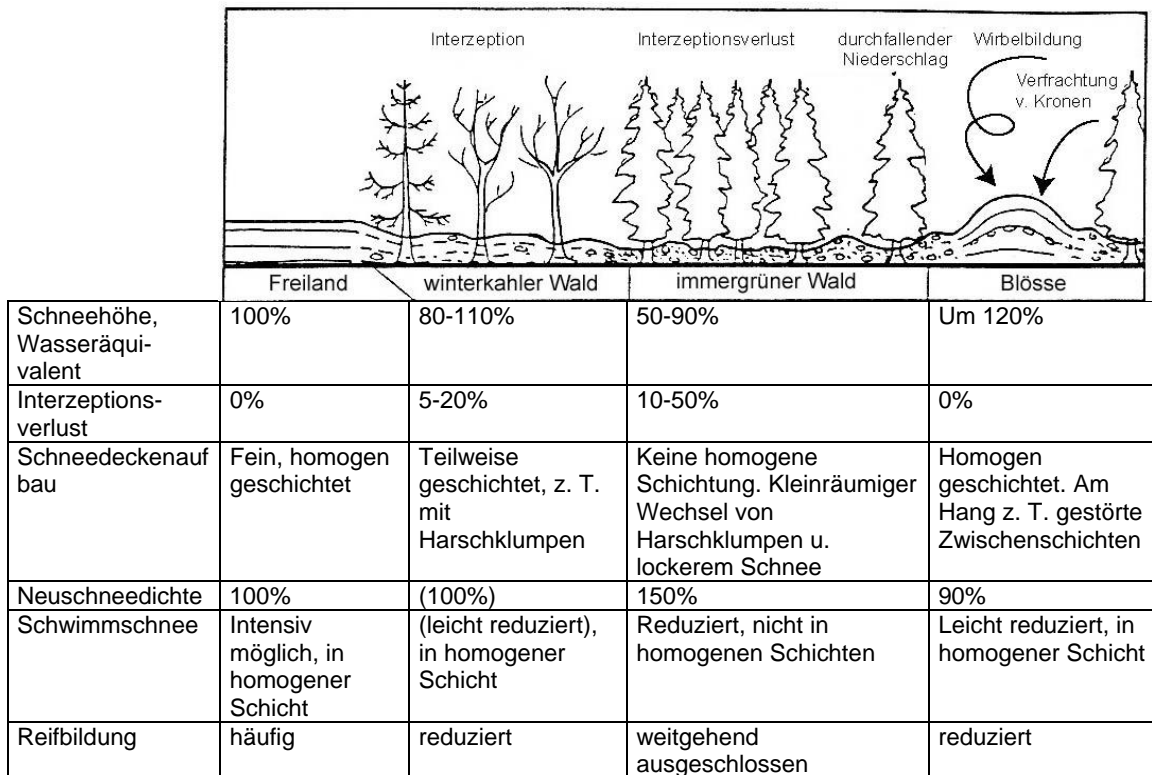 Interzeption
Interzeptionsverlust
durchfallender
Niederschlag
Wirbelbildung
Verfrachtung
v. Kronen
Freiland
winterkahler Wald
immergrüner Wald
Blösse
Schneehöhe,
Wasseräqui-
valent
100%
80-110%
50-90%
Um 120%
Interzeptions-
verlust
0%
5-20%
10-50%
0%
Schneedeckenauf
bau
Fein, homogen
geschichtet
Teilweise
geschichtet, z. T.
mit
Harschklumpen
Keine homogene
Schichtung. Kleinräumiger
Wechsel von
Harschklumpen u.
lockerem Schnee
Homogen
geschichtet. Am
Hang z. T. gestörte
Zwischenschichten
Neuschneedichte
100%
(100%)
150%
90%
Schwimmschnee
Intensiv
möglich, in
homogener
Schicht
(leicht reduziert),
in homogener
Schicht
Reduziert, nicht in
homogenen Schichten
Leicht reduziert, in
homogener Schicht
Reifbildung
häufig
reduziert
weitgehend
ausgeschlossen
reduziert